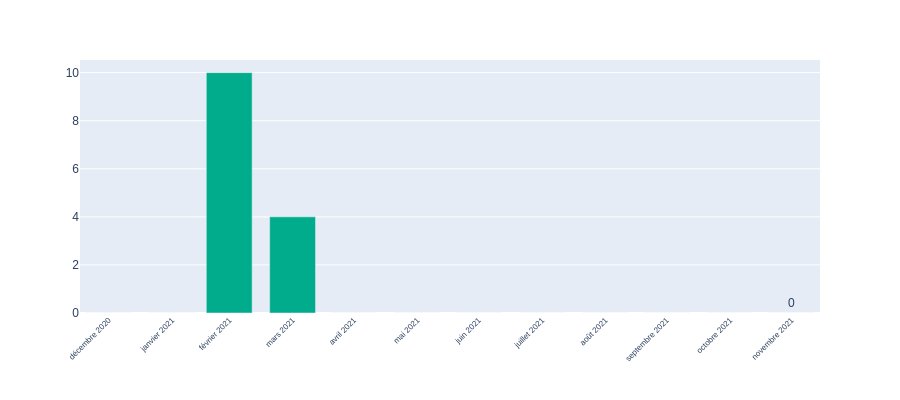 10
8
6
4
2
0
0
décembre 2020
janvier 2021
février 2021
mars 2021
avril 2021
mai 2021
juin 2021
juillet 2021
août 2021
septembre 2021
octobre 2021
novembre 2021